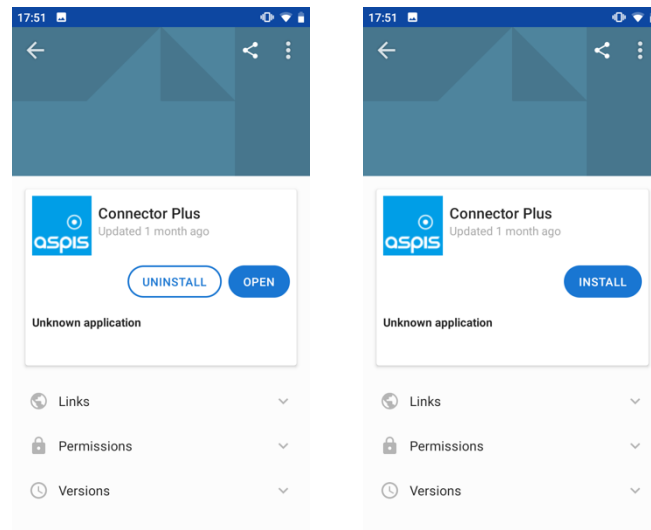 17:51
Connector Plus
Updated 1 month ago
aspis
UNINSTALL
OPEN
Unknown application
Links
Permissions
Versions
17:51
Connector Plus
Updated 1 month ago
aspis
INSTALL
Unknown application
Links
Permissions
Versions